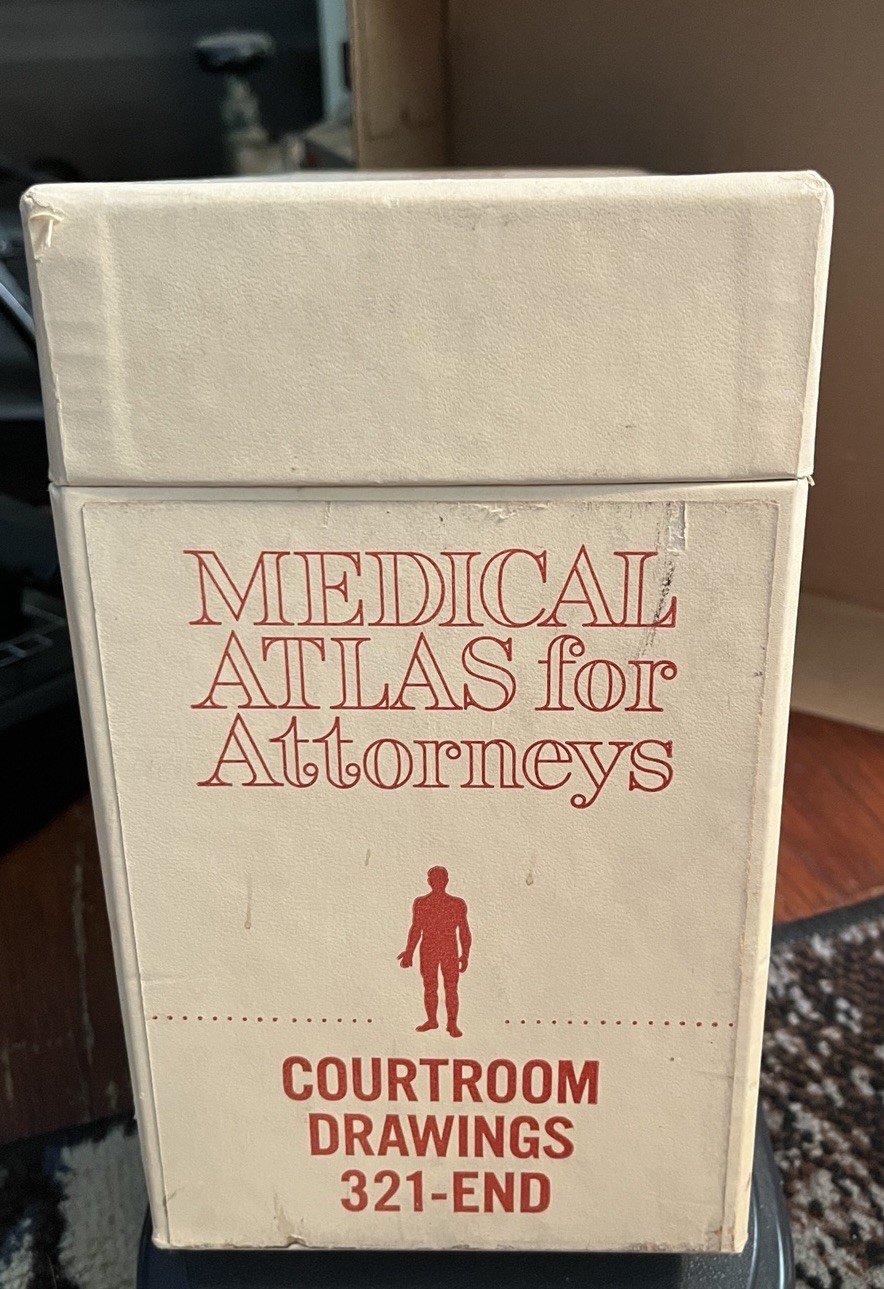 MEDICAL
ATLAS for
Attorneys
COURTROOM
DRAWINGS
321-END